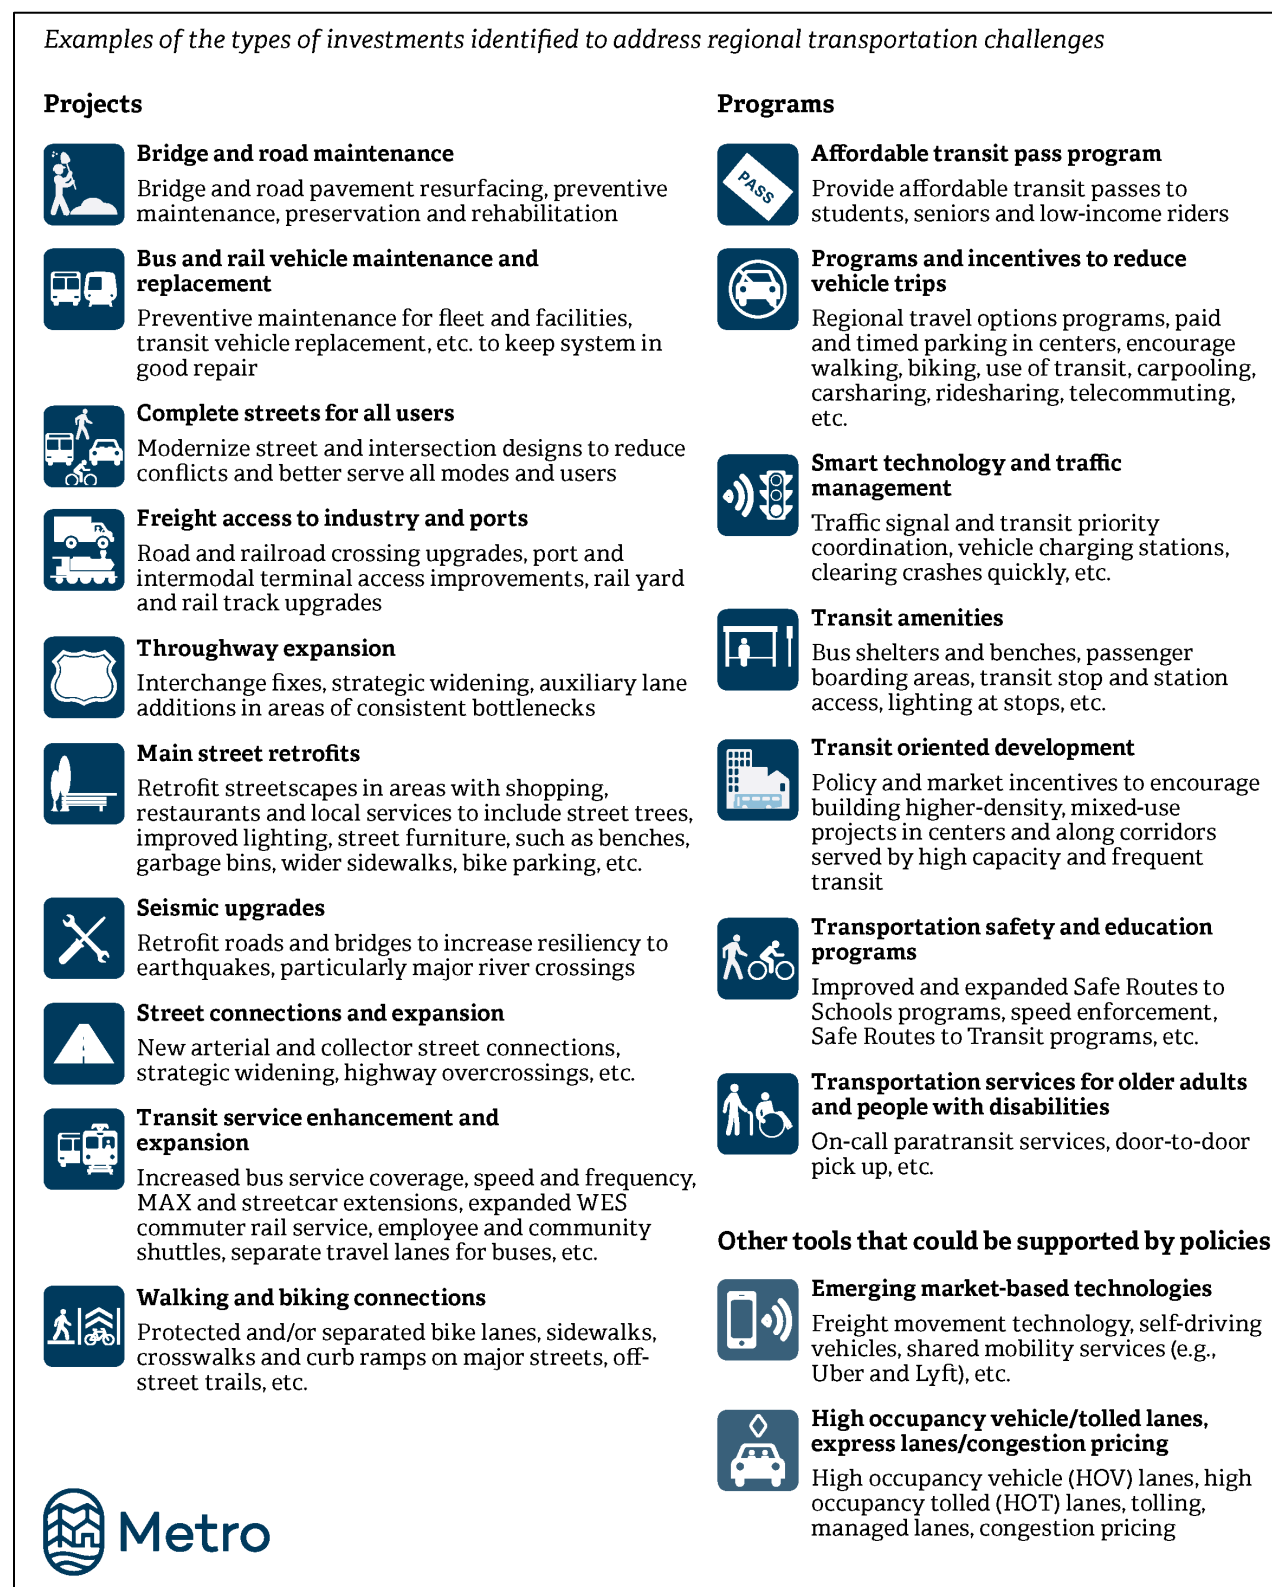 Examples of the types of investments identified to address regional transportation challenges
Projects
Bridge and road maintenance
Bridge and road pavement resurfacing, preventive
maintenance, preservation and rehabilitation
Bus and rail vehicle maintenance and
replacement
Preventive maintenance for fleet and facilities,
transit vehicle replacement, etc. to keep system in
good repair
Complete streets for all users
Modernize street and intersection designs to reduce
conflicts and better serve all modes and users
Freight access to industry and ports
Road and railroad crossing upgrades, port and
intermodal terminal access improvements, rail yard
and rail track upgrades
Throughway expansion
Interchange fixes, strategic widening, auxiliary lane
additions in areas of consistent bottlenecks
Main street retrofits
Retrofit streetscapes in areas with shopping,
restaurants and local services to include street trees,
improved lighting, street furniture, such as benches,
garbage bins, wider sidewalks, bike parking, etc.
Seismic upgrades
Retrofit roads and bridges to increase resiliency to
earthquakes, particularly major river crossings
Street connections and expansion
New arterial and collector street connections,
strategic widening, highway overcrossings, etc.
Transit service enhancement and
expansion
Increased bus service coverage, speed and frequency,
MAX and streetcar extensions, expanded WES
commuter rail service, employee and community
shuttles, separate travel lanes for buses, etc.
Walking and biking connections
Protected and/or separated bike lanes, sidewalks,
crosswalks and curb ramps on major streets, off-
street trails, etc.
Metro
Programs
PASS
Affordable transit pass program
Provide affordable transit passes to
students, seniors and low-income riders
Programs and incentives to reduce
vehicle trips
Regional travel options programs, paid
and timed parking in centers, encourage
walking, biking, use of transit, carpooling,
carsharing, ridesharing, telecommuting,
etc.
Smart technology and traffic
management
Traffic signal and transit priority
coordination, vehicle charging stations,
clearing crashes quickly, etc.
Transit amenities
Bus shelters and benches, passenger
boarding areas, transit stop and station
access, lighting at stops, etc.
Transit oriented development
Policy and market incentives to encourage
building higher-density, mixed-use
projects in centers and along corridors
served by high capacity and frequent
transit
Transportation safety and education
programs
Improved and expanded Safe Routes to
Schools programs, speed enforcement,
Safe Routes to Transit programs, etc.
Transportation services for older adults
and people with disabilities
On-call paratransit services, door-to-door
pick up, etc.
Other tools that could be supported by policies
Emerging market-based technologies
Freight movement technology, self-driving
vehicles, shared mobility services (e.g.,
Uber and Lyft), etc.
High occupancy vehicle/tolled lanes,
express lanes/congestion pricing
High occupancy vehicle (HOV) lanes, high
occupancy tolled (HOT) lanes, tolling,
managed lanes, congestion pricing